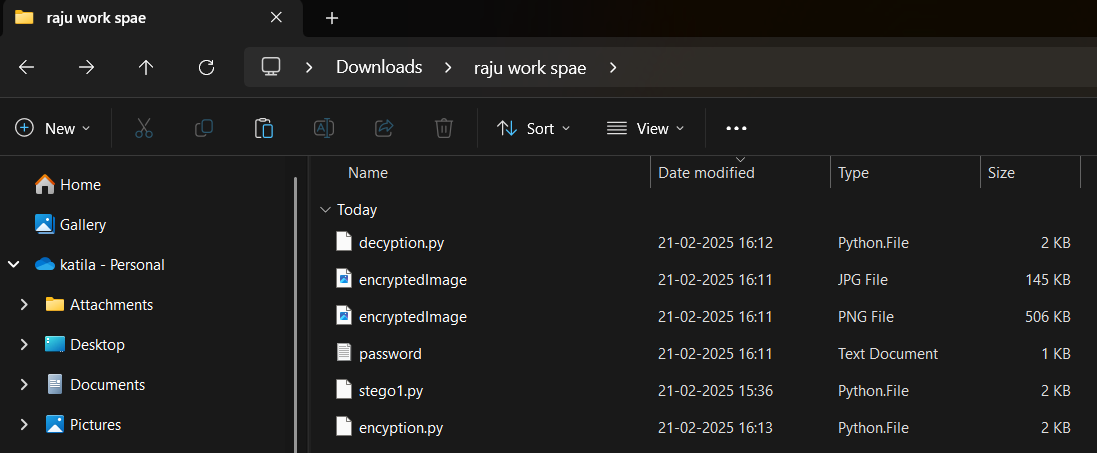 raju work spae
Downloads raju work spae
New Sort View
Name Date modified Type Size
Home
Gallery
katila - Personal
Attachments
Desktop
Documents
Pictures
Today
decyption.py 21-02-2025 16:12 Python.File 2 KB
encryptedImage 21-02-2025 16:11 JPG File 145 KB
encryptedImage 21-02-2025 16:11 PNG File 506 KB
password 21-02-2025 16:11 Text Document 1 KB
stego1.py 21-02-2025 15:36 Python.File 2 KB
encyption.py 21-02-2025 16:13 Python.File 2 KB